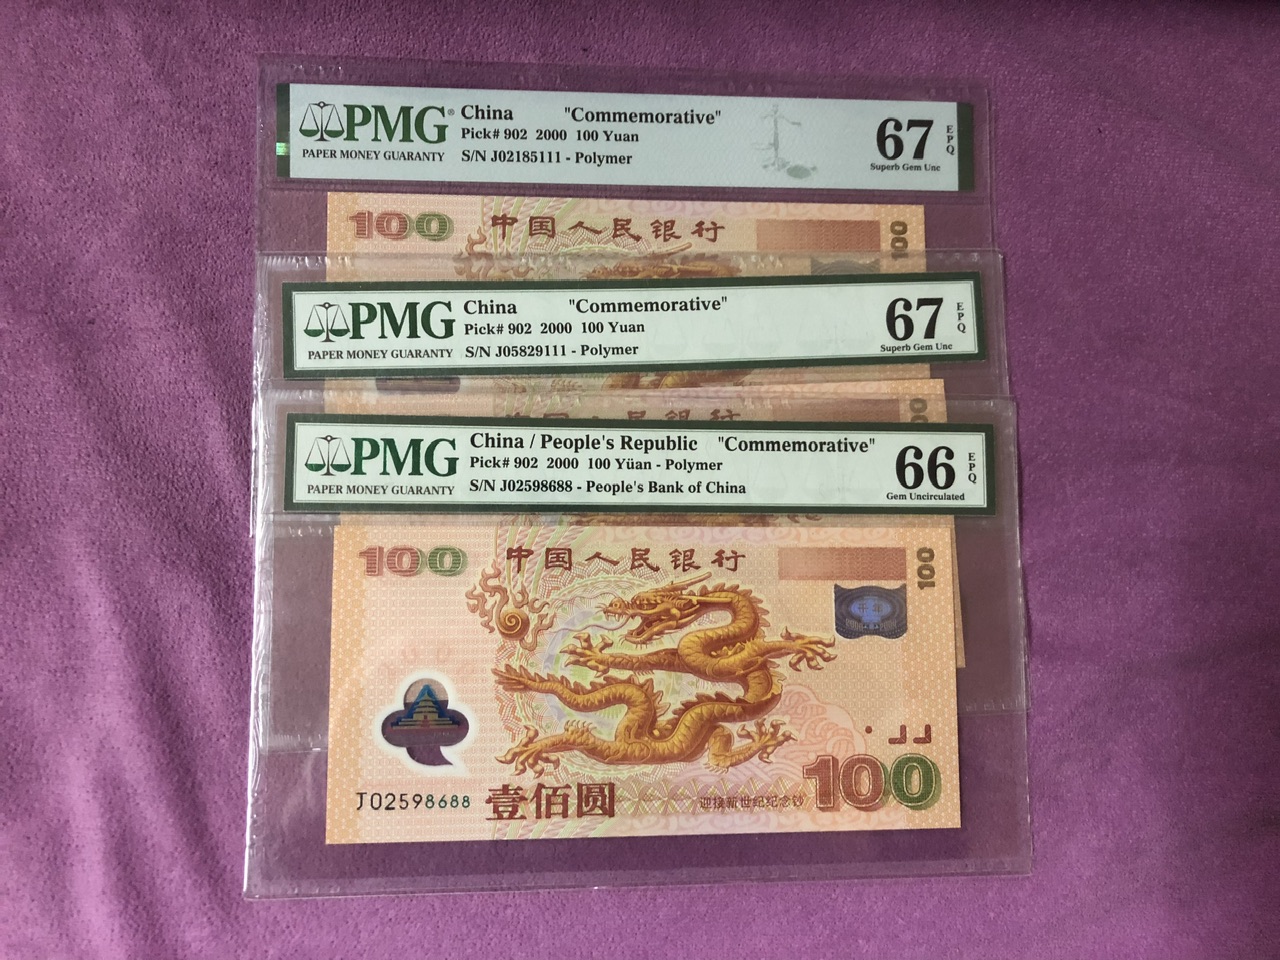 PMG®
PAPER MONEY GUARANTY
China "Commemorative"
Pick# 902 2000 100 Yuan
S/N J02185111 - Polymer
67 EPQ
Superb Gem Unc
100 中国人民银行 100
PMG
PAPER MONEY GUARANTY
China "Commemorative"
Pick# 902 2000 100 Yuan
S/N J05829111 - Polymer
67 EPQ
Superb Gem Unc
PMG
PAPER MONEY GUARANTY
China / People's Republic "Commemorative"
Pick# 902 2000 100 Yüan - Polymer
S/N J02598688 - People's Bank of China
66 EPQ
Gem Uncirculated
100 中国人民银行 100
J02598688 壹佰圆 迎接新世纪纪念钞 100